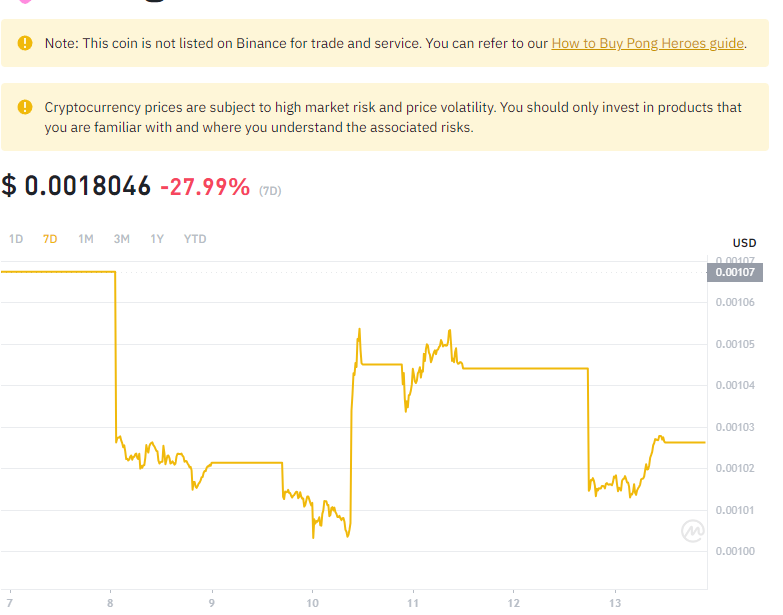 Note: This coin is not listed on Binance for trade and service. You can refer to our How to Buy Pong Heroes guide.
Cryptocurrency prices are subject to high market risk and price volatility. You should only invest in products that
you are familiar with and where you understand the associated risks.
$ 0.0018046 -27.99% (7D)
1D 7D 1M 3M 1Y YTD
USD
0.00107
0.00107
0.00106
0.00105
0.00104
0.00103
0.00102
0.00101
0.00100
7 8 9 10 11 12 13